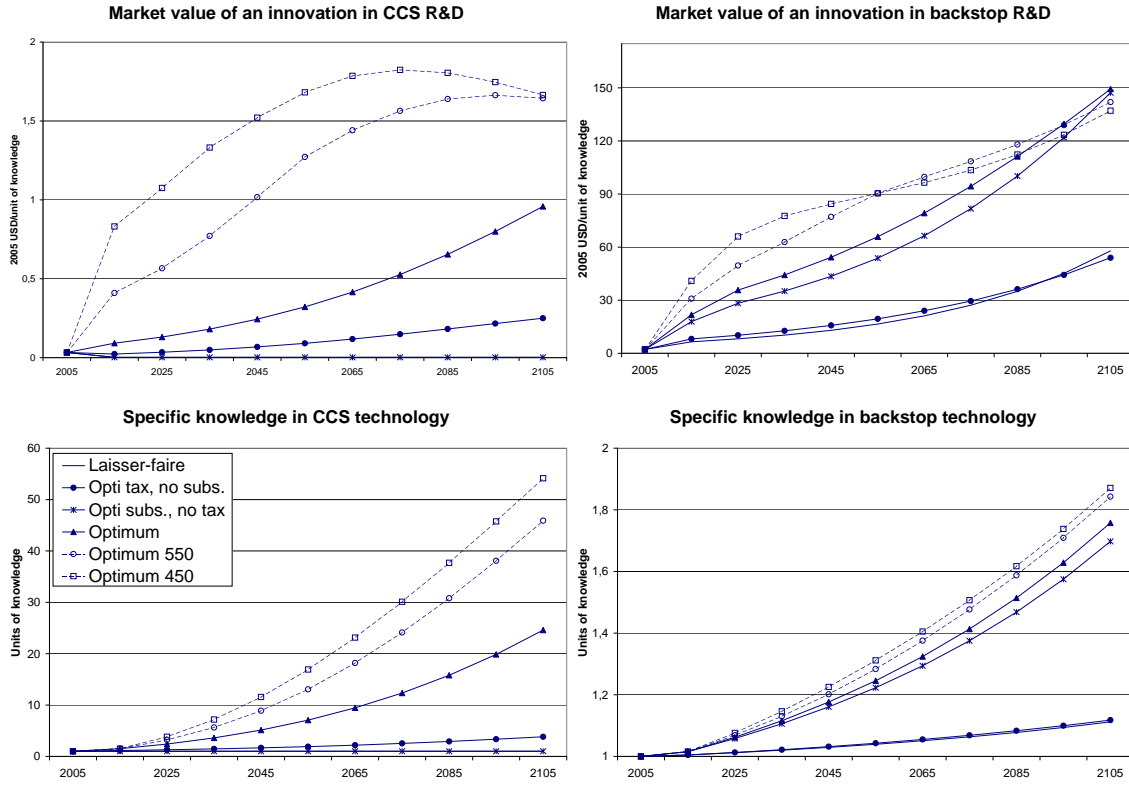 Market value of an innovation in CCS R&D
2005 USD/unit of knowledge
2
1,5
1
0,5
0
2005 2025 2045 2065 2085 2105
Market value of an innovation in backstop R&D
2005 USD/unit of knowledge
150
120
90
60
30
0
2005 2025 2045 2065 2085 2105
Specific knowledge in CCS technology
Units of knowledge
60
50
40
30
20
10
0
2005 2025 2045 2065 2085 2105
Laisser-faire
Opti tax, no subs.
Opti subs., no tax
Optimum
Optimum 550
Optimum 450
Specific knowledge in backstop technology
Units of knowledge
2
1,8
1,6
1,4
1,2
1
2005 2025 2045 2065 2085 2105